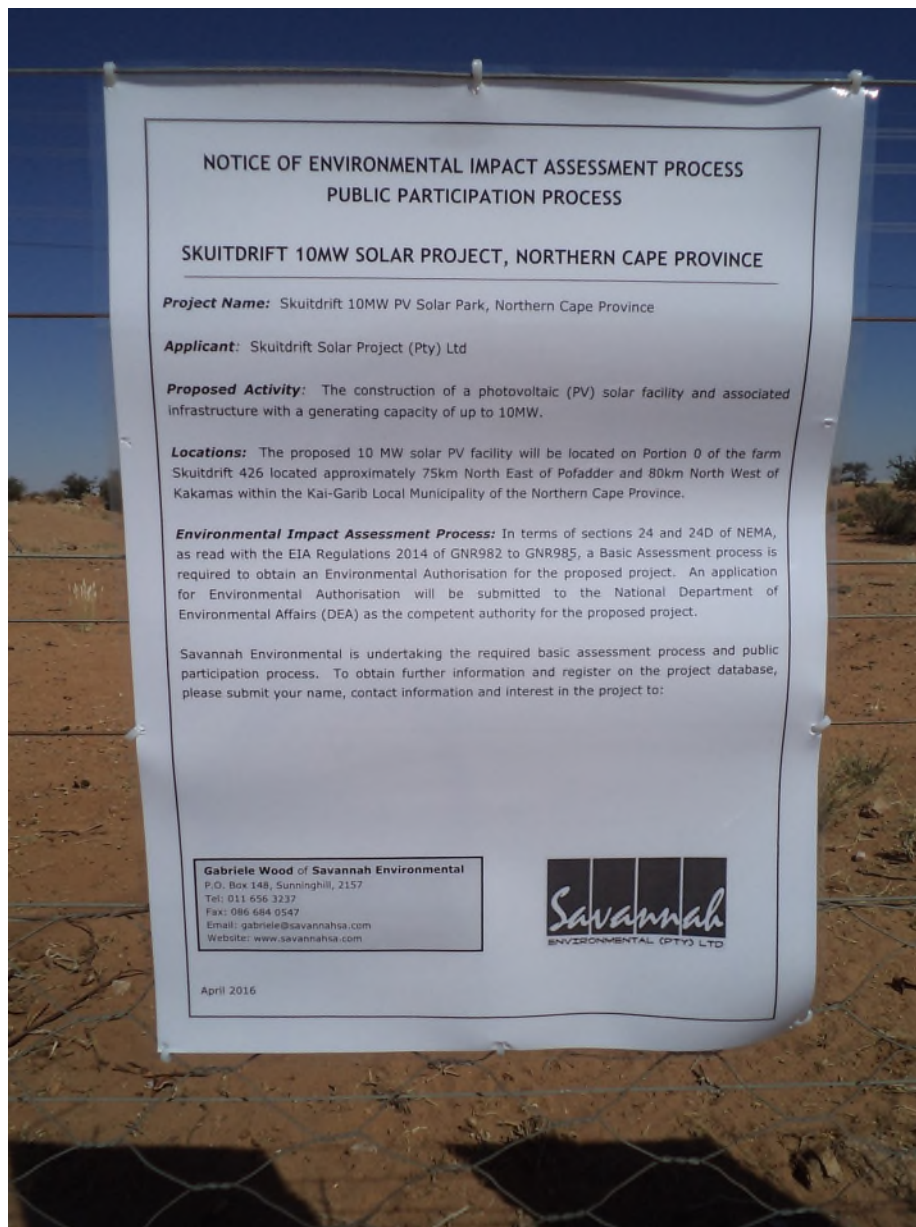 NOTICE OF ENVIRONMENTAL IMPACT ASSESSMENT PROCESS
PUBLIC PARTICIPATION PROCESS
SKUITDRIFT 10MW SOLAR PROJECT, NORTHERN CAPE PROVINCE
Project Name: Skuitdrift 10MW PV Solar Park, Northern Cape Province
Applicant: Skuitdrift Solar Project (Pty) Ltd
Proposed Activity: The construction of a photovoltaic (PV) solar facility and associated
infrastructure with a generating capacity of up to 10MW.
Locations: The proposed 10 MW solar PV facility will be located on Portion 0 of the farm
Skuitdrift 426 located approximately 75km North East of Pofadder and 80km North West of
Kakamas within the Kai-Garib Local Municipality of the Northern Cape Province.
Environmental Impact Assessment Process: In terms of sections 24 and 24D of NEMA,
as read with the EIA Regulations 2014 of GNR982 to GNR985, a Basic Assessment process is
required to obtain an Environmental Authorisation for the proposed project. An application
for Environmental Authorisation will be submitted to the National Department of
Environmental Affairs (DEA) as the competent authority for the proposed project.
Savannah Environmental is undertaking the required basic assessment process and public
participation process. To obtain further information and register on the project database,
please submit your name, contact information and interest in the project to:
Gabriele Wood of Savannah Environmental
P.O. Box 148, Sunninghill, 2157
Tel: 011 656 3237
Fax: 086 684 0547
Email: gabriele@savannahsa.com
Website: www.savannahsa.com
Savannah
ENVIRONMENTAL (PTY) LTD
April 2016